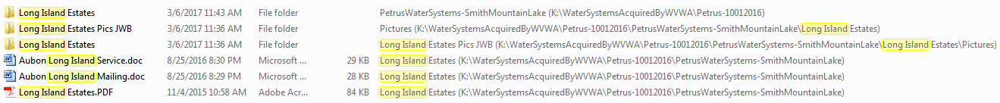 Long Island Estates 3/6/2017 11:43 AM File folder PetrusWaterSystems-SmithMountainLake (K:\WaterSystemsAcquiredByWVWA\Petrus-10012016)
Long Island Estates Pics JWB 3/6/2017 11:36 AM File folder Pictures (K:\WaterSystemsAcquiredByWVWA\Petrus-10012016\PetrusWaterSystems-SmithMountainLake\Long Island Estates)
Long Island Estates 3/6/2017 11:36 AM File folder Long Island Estates Pics JWB (K:\WaterSystemsAcquiredByWVWA\Petrus-10012016\PetrusWaterSystems-SmithMountainLake\Long Island Estates\Pictures)
Aubon Long Island Service.doc 8/25/2016 8:30 PM Microsoft ... 29 KB Long Island Estates (K:\WaterSystemsAcquiredByWVWA\Petrus-10012016\PetrusWaterSystems-SmithMountainLake)
Aubon Long Island Mailing.doc 8/25/2016 8:29 PM Microsoft ... 28 KB Long Island Estates (K:\WaterSystemsAcquiredByWVWA\Petrus-10012016\PetrusWaterSystems-SmithMountainLake)
Long Island Estates.PDF 11/4/2015 10:58 AM Adobe Acr... 84 KB Long Island Estates (K:\WaterSystemsAcquiredByWVWA\Petrus-10012016\PetrusWaterSystems-SmithMountainLake)